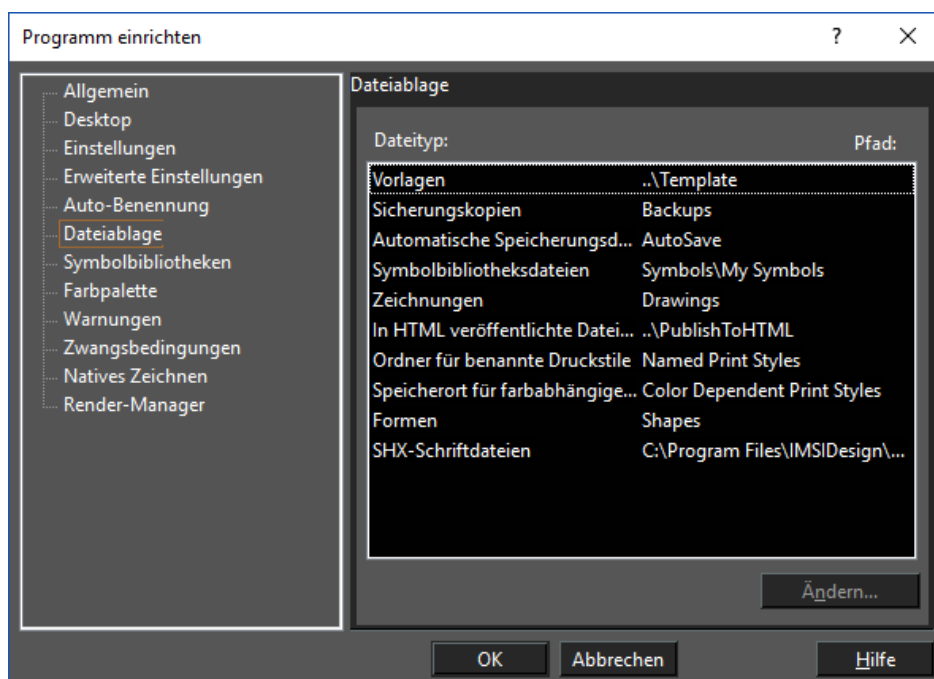 Programm einrichten
?
Allgemein
Desktop
Einstellungen
Erweiterte Einstellungen
Auto-Benennung
Dateiablage
Symbolbibliotheken
Farbpalette
Warnungen
Zwangsbedingungen
Natives Zeichnen
Render-Manager
Dateiablage
Dateityp: Pfad:
Vorlagen ..\Template
Sicherungskopien Backups
Automatische Speicherungsd... AutoSave
Symbolbibliotheksdateien Symbols\My Symbols
Zeichnungen Drawings
In HTML veröffentlichte Datei... ..\PublishToHTML
Ordner für benannte Druckstile Named Print Styles
Speicherort für farbabhängige... Color Dependent Print Styles
Formen Shapes
SHX-Schriftdateien C:\Program Files\IMSIDesign\...
Ändern...
OK Abbrechen Hilfe